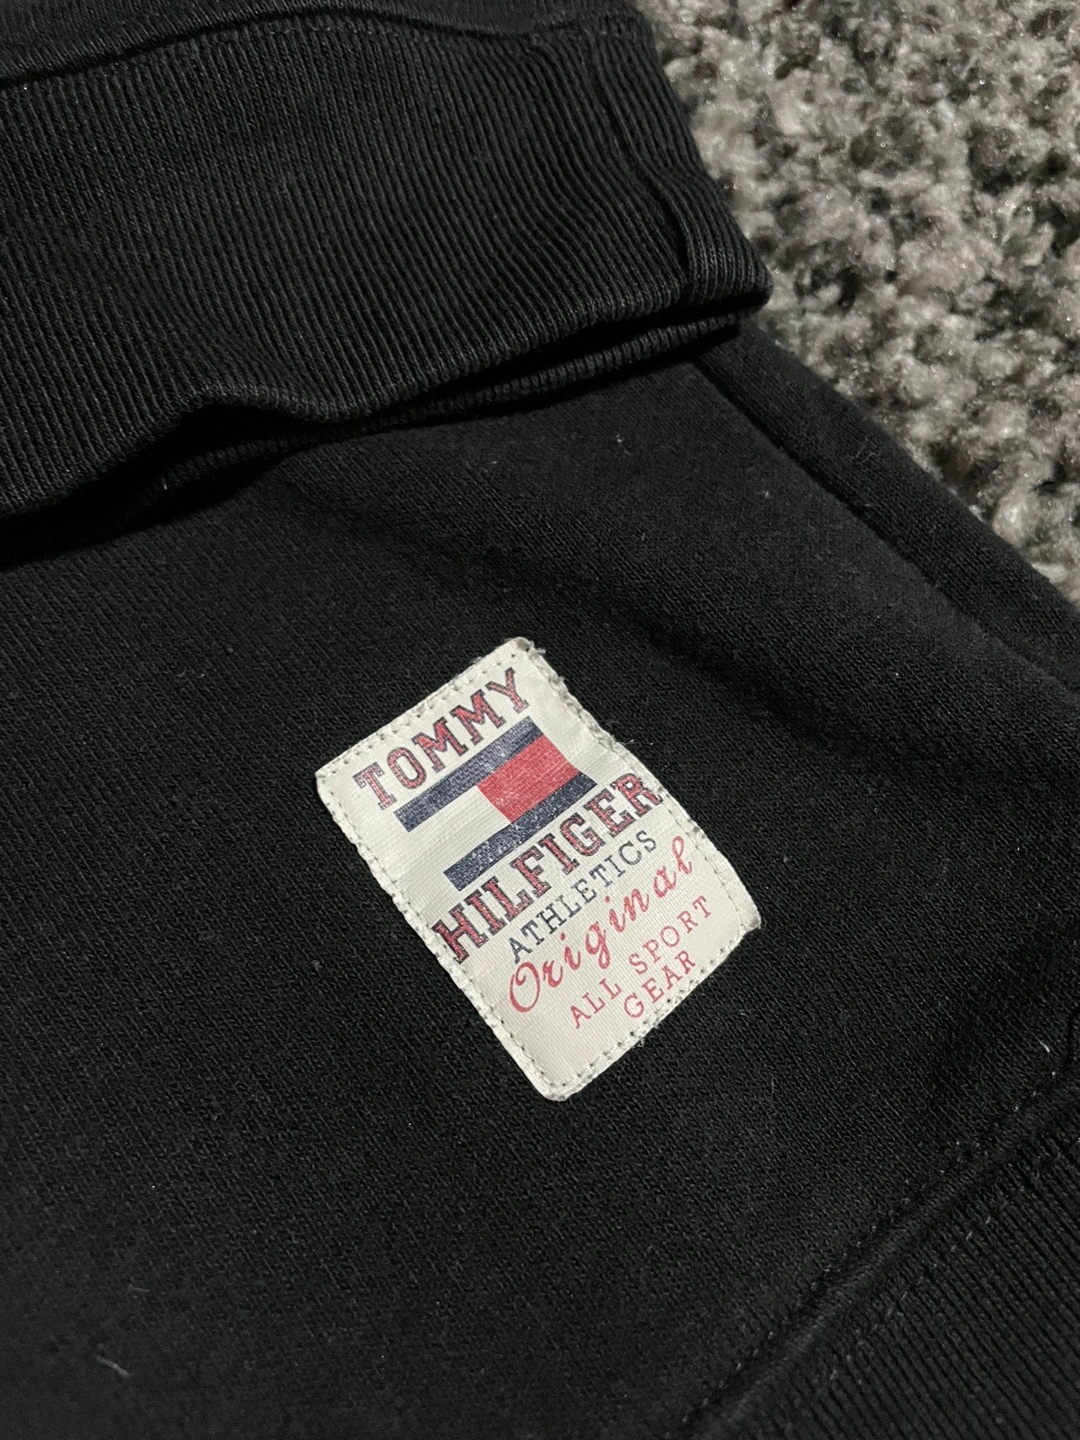 TOMMY
HILFIGER
ATHLETICS
Original
ALL SPORT
GEAR